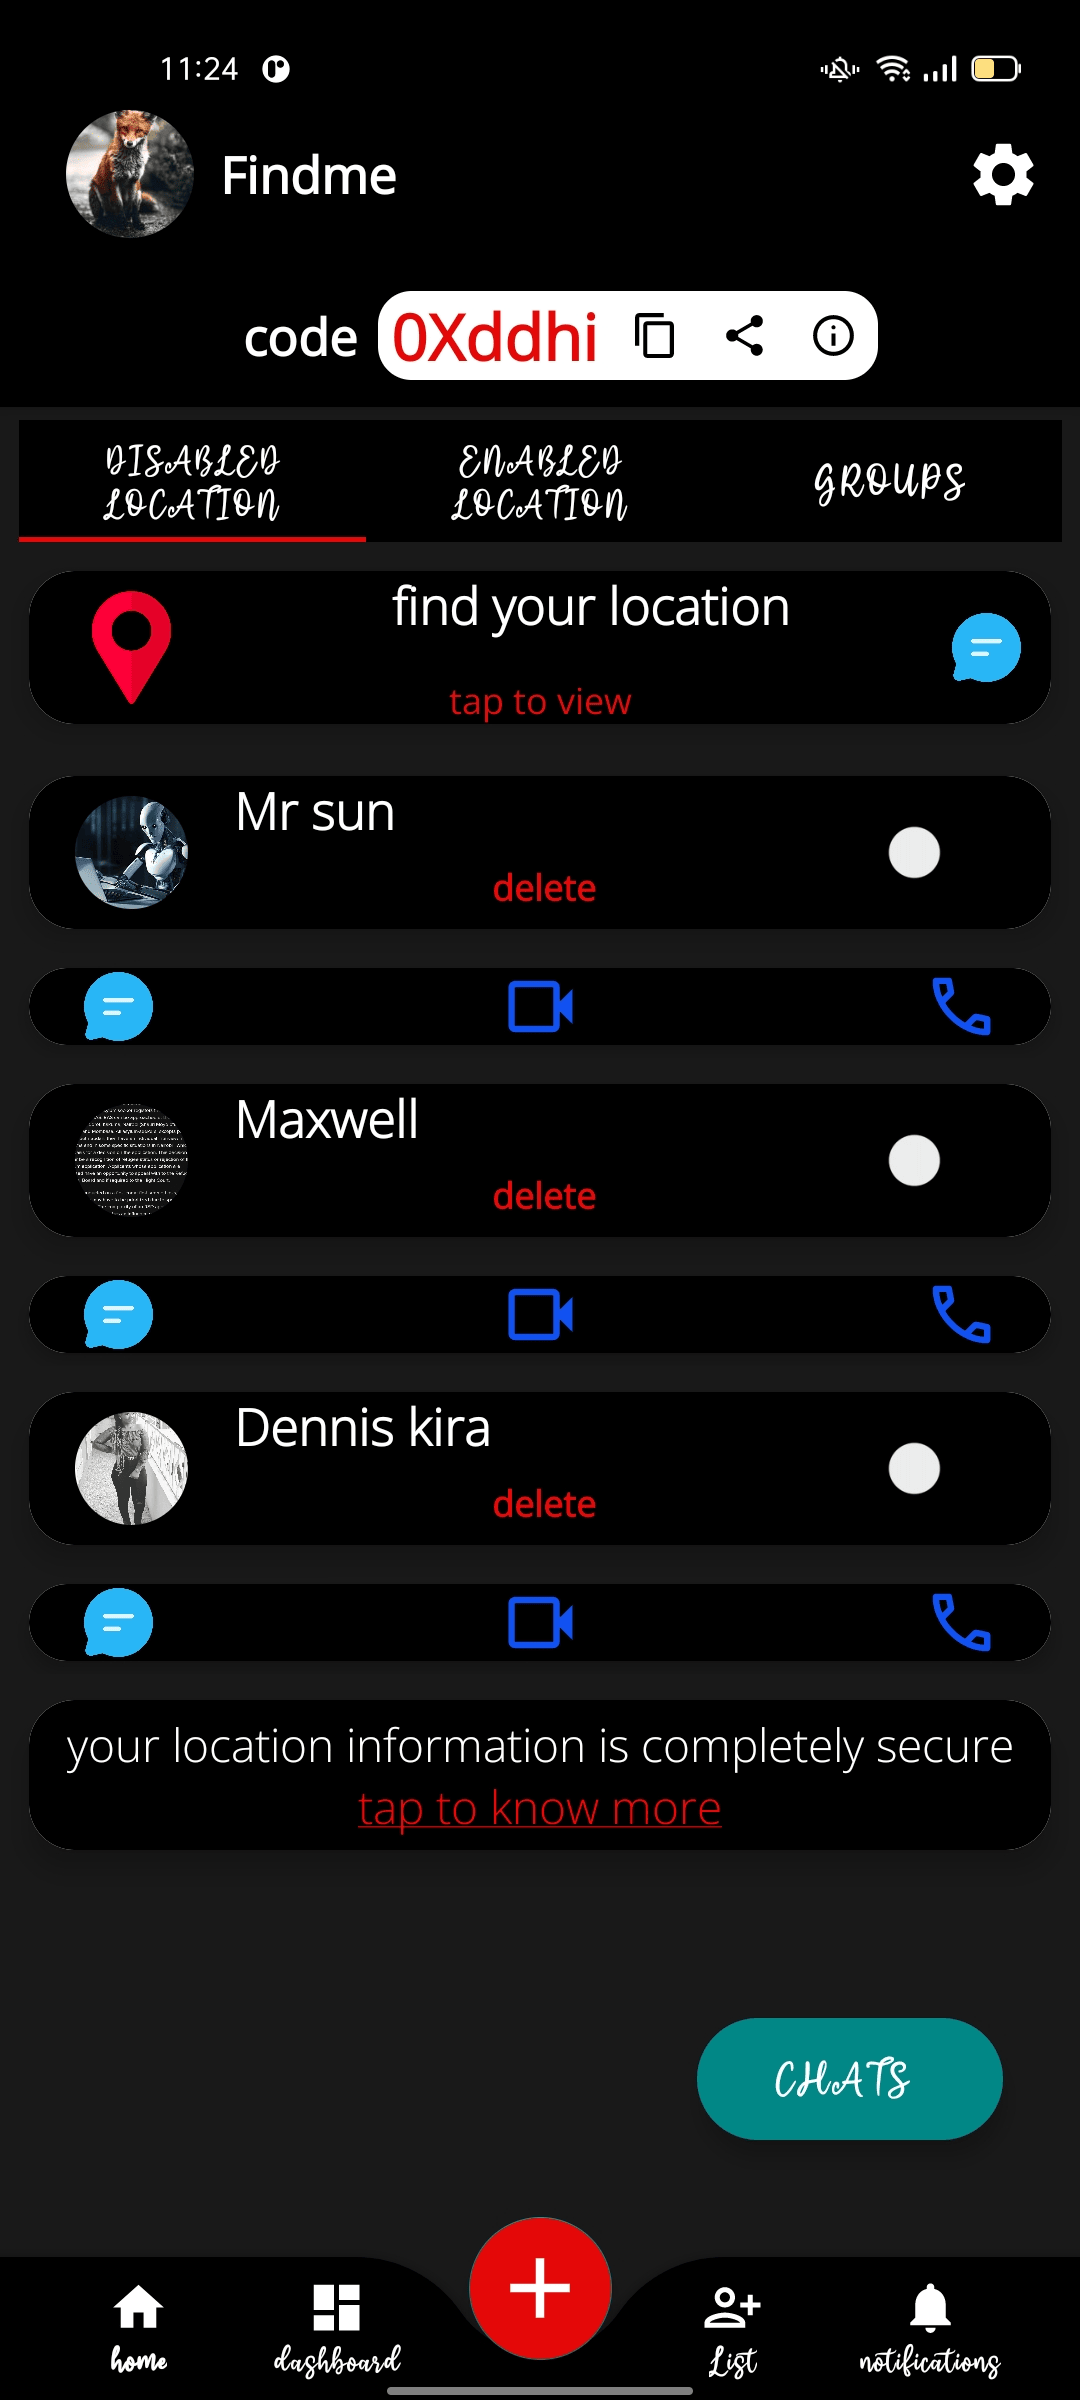 11:24
Findme
code 0Xddhi
DISABLED
LOCATION
ENABLED
LOCATION
GROUPS
find your location
tap to view
Mr sun
delete
Maxwell
delete
Dennis kira
delete
your location information is completely secure
tap to know more
CHATS
home
dashboard
List
notifications